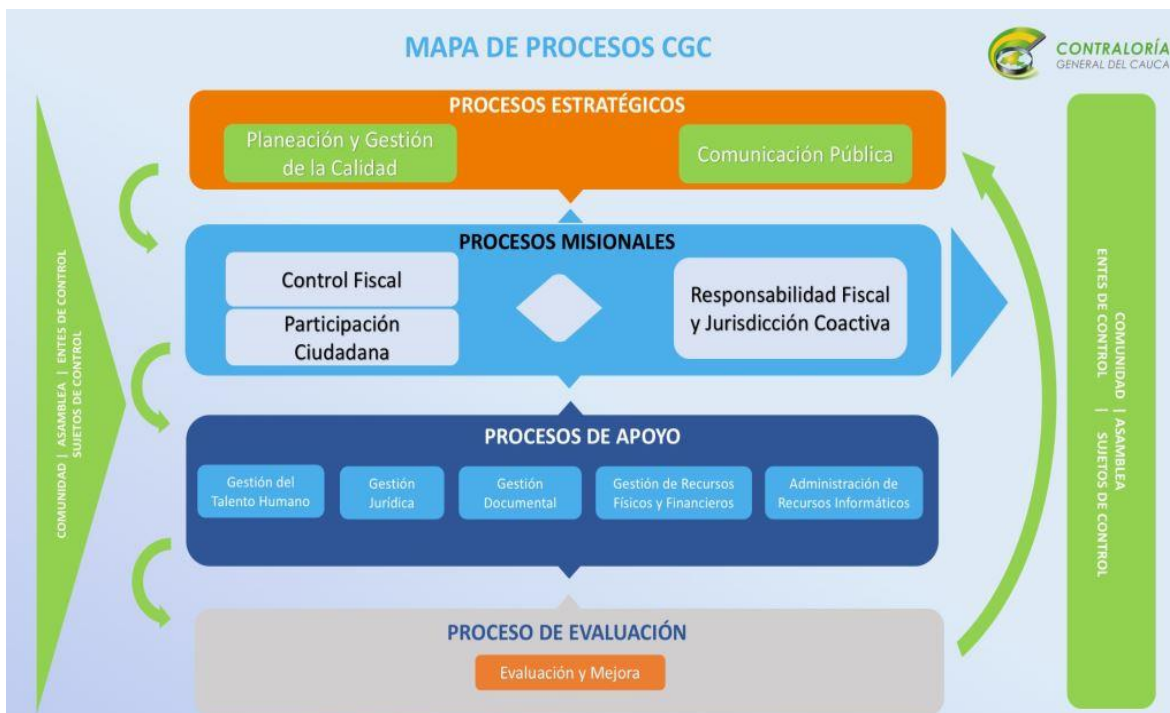 MAPA DE PROCESOS CGC
CONTRALORÍA
GENERAL DEL CAUCA
COMUNIDAD | ASAMBLEA | ENTES DE CONTROL
SUJETOS DE CONTROL
PROCESOS ESTRATÉGICOS
Planeación y Gestión
de la Calidad
Comunicación Pública
PROCESOS MISIONALES
Control Fiscal
Participación
Ciudadana
Responsabilidad Fiscal
y Jurisdicción Coactiva
PROCESOS DE APOYO
Gestión del
Talento Humano
Gestión
Jurídica
Gestión
Documental
Gestión de Recursos
Físicos y Financieros
Administración de
Recursos Informáticos
PROCESO DE EVALUACIÓN
Evaluación y Mejora
COMUNIDAD | ASAMBLEA
ENTES DE CONTROL | SUJETOS DE CONTROL